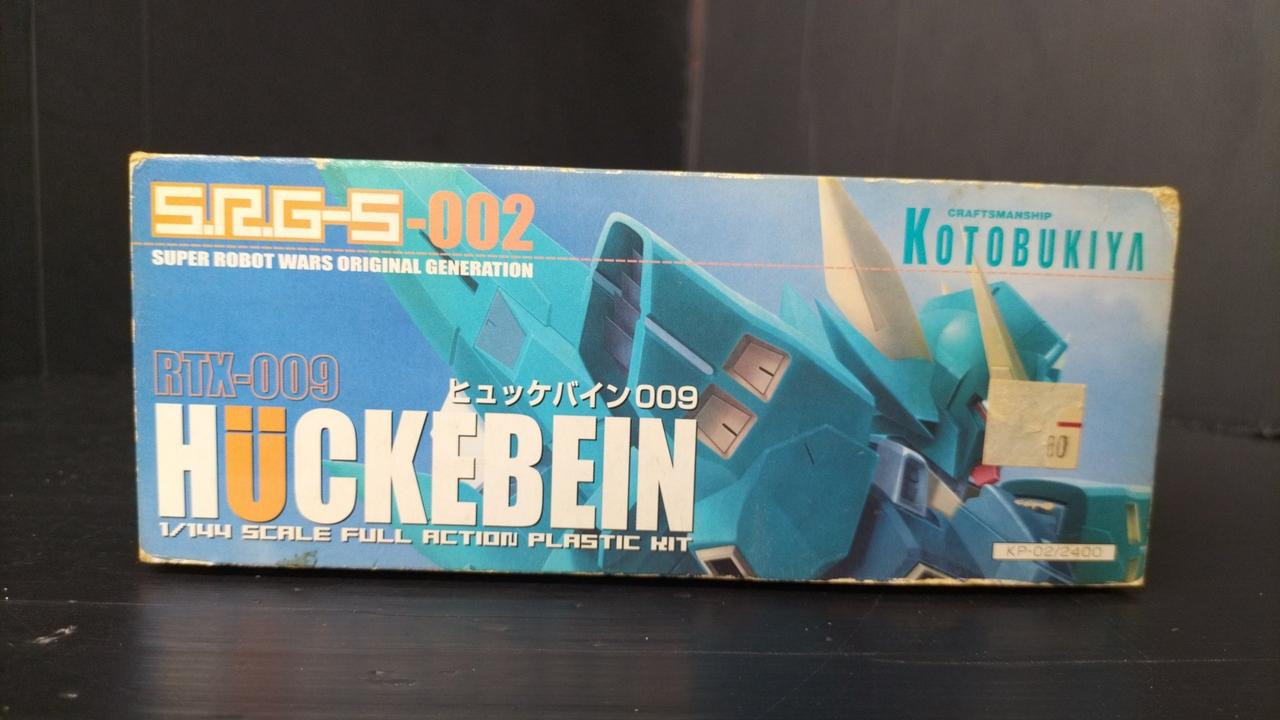 S.R.G-S-002
SUPER ROBOT WARS ORIGINAL GENERATION
CRAFTSMANSHIP
KOTOBUKIYA
RTX-009
ヒュッケバイン009
HÜCKEBEIN
1/144 SCALE FULL ACTION PLASTIC KIT
80
KP-02/2400